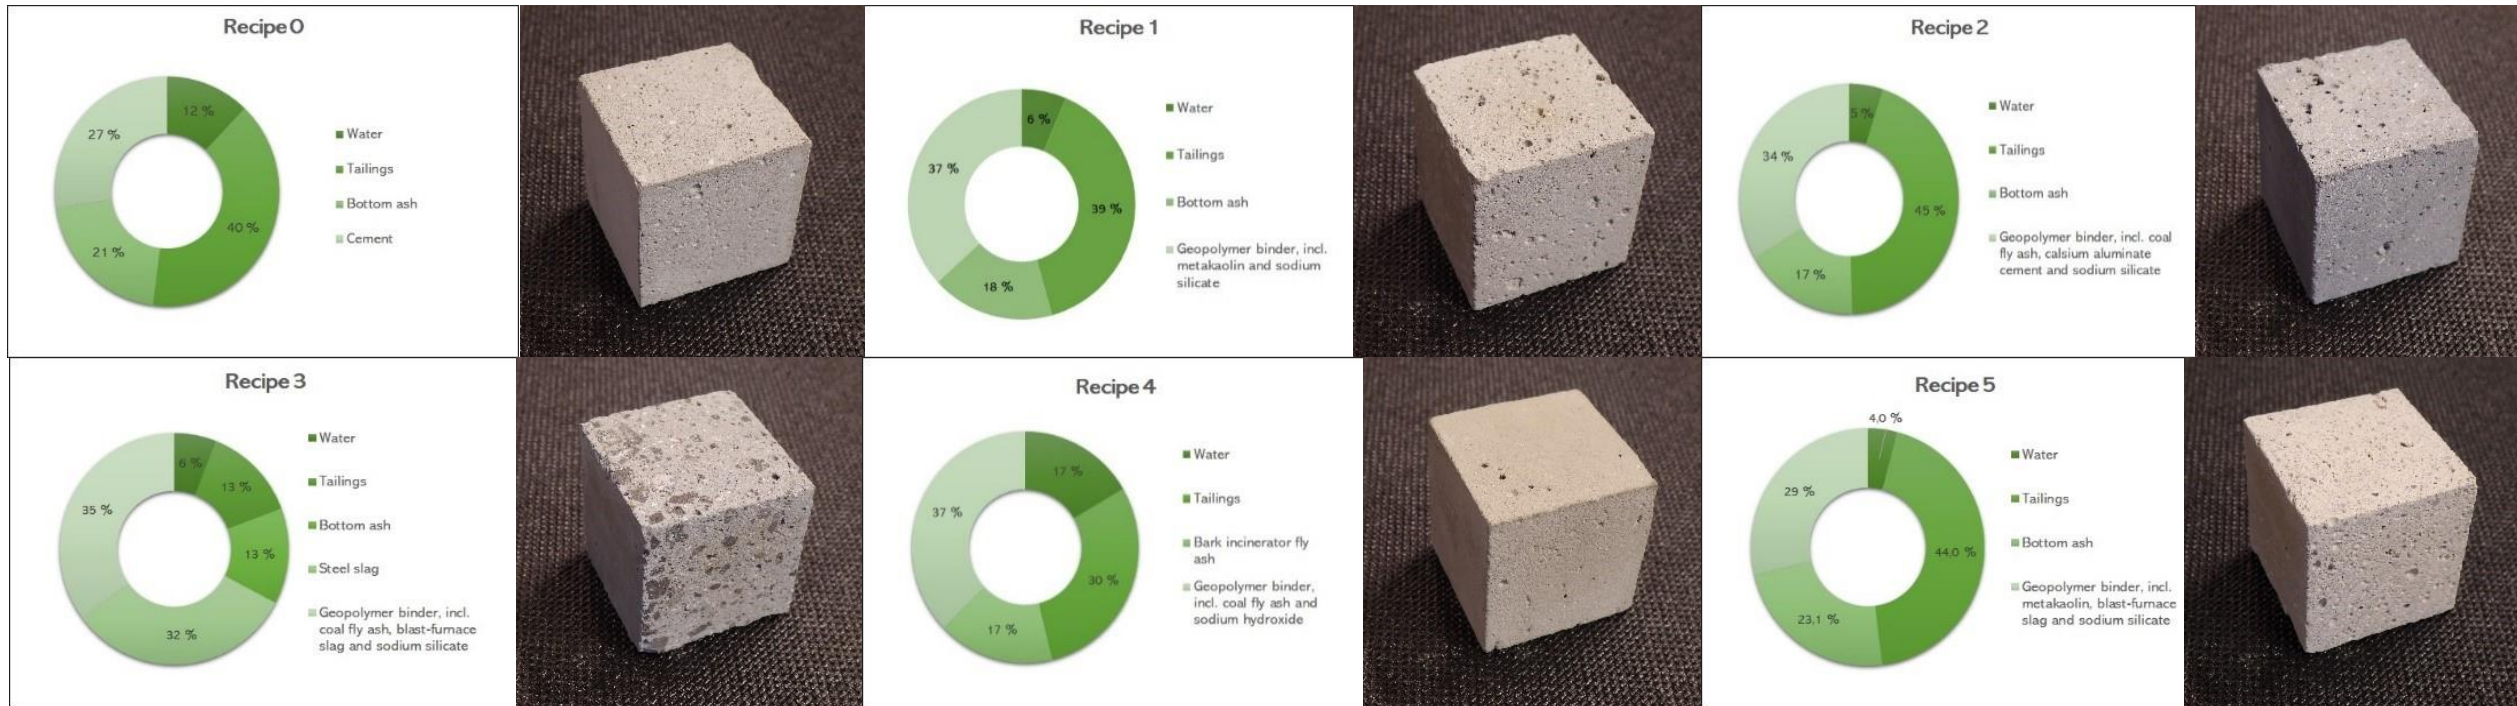 Recipe 0
12 %
40 %
21 %
27 %
Water
Tailings
Bottom ash
Cement
Recipe 1
6 %
39 %
18 %
37 %
Water
Tailings
Bottom ash
Geopolymer binder, incl.
metakaolin and sodium
silicate
Recipe 2
5 %
45 %
17 %
34 %
Water
Tailings
Bottom ash
Geopolymer binder, incl. coal
fly ash, calsium aluminate
cement and sodium silicate
Recipe 3
6 %
13 %
13 %
32 %
35 %
Water
Tailings
Bottom ash
Steel slag
Geopolymer binder, incl.
coal fly ash, blast-furnace
slag and sodium silicate
Recipe 4
17 %
30 %
17 %
37 %
Water
Tailings
Bark incinerator fly
ash
Geopolymer binder,
incl. coal fly ash and
sodium hydroxide
Recipe 5
4,0 %
44,0 %
23,1 %
29 %
Water
Tailings
Bottom ash
Geopolymer binder, incl.
metakaolin, blast-furnace
slag and sodium silicate